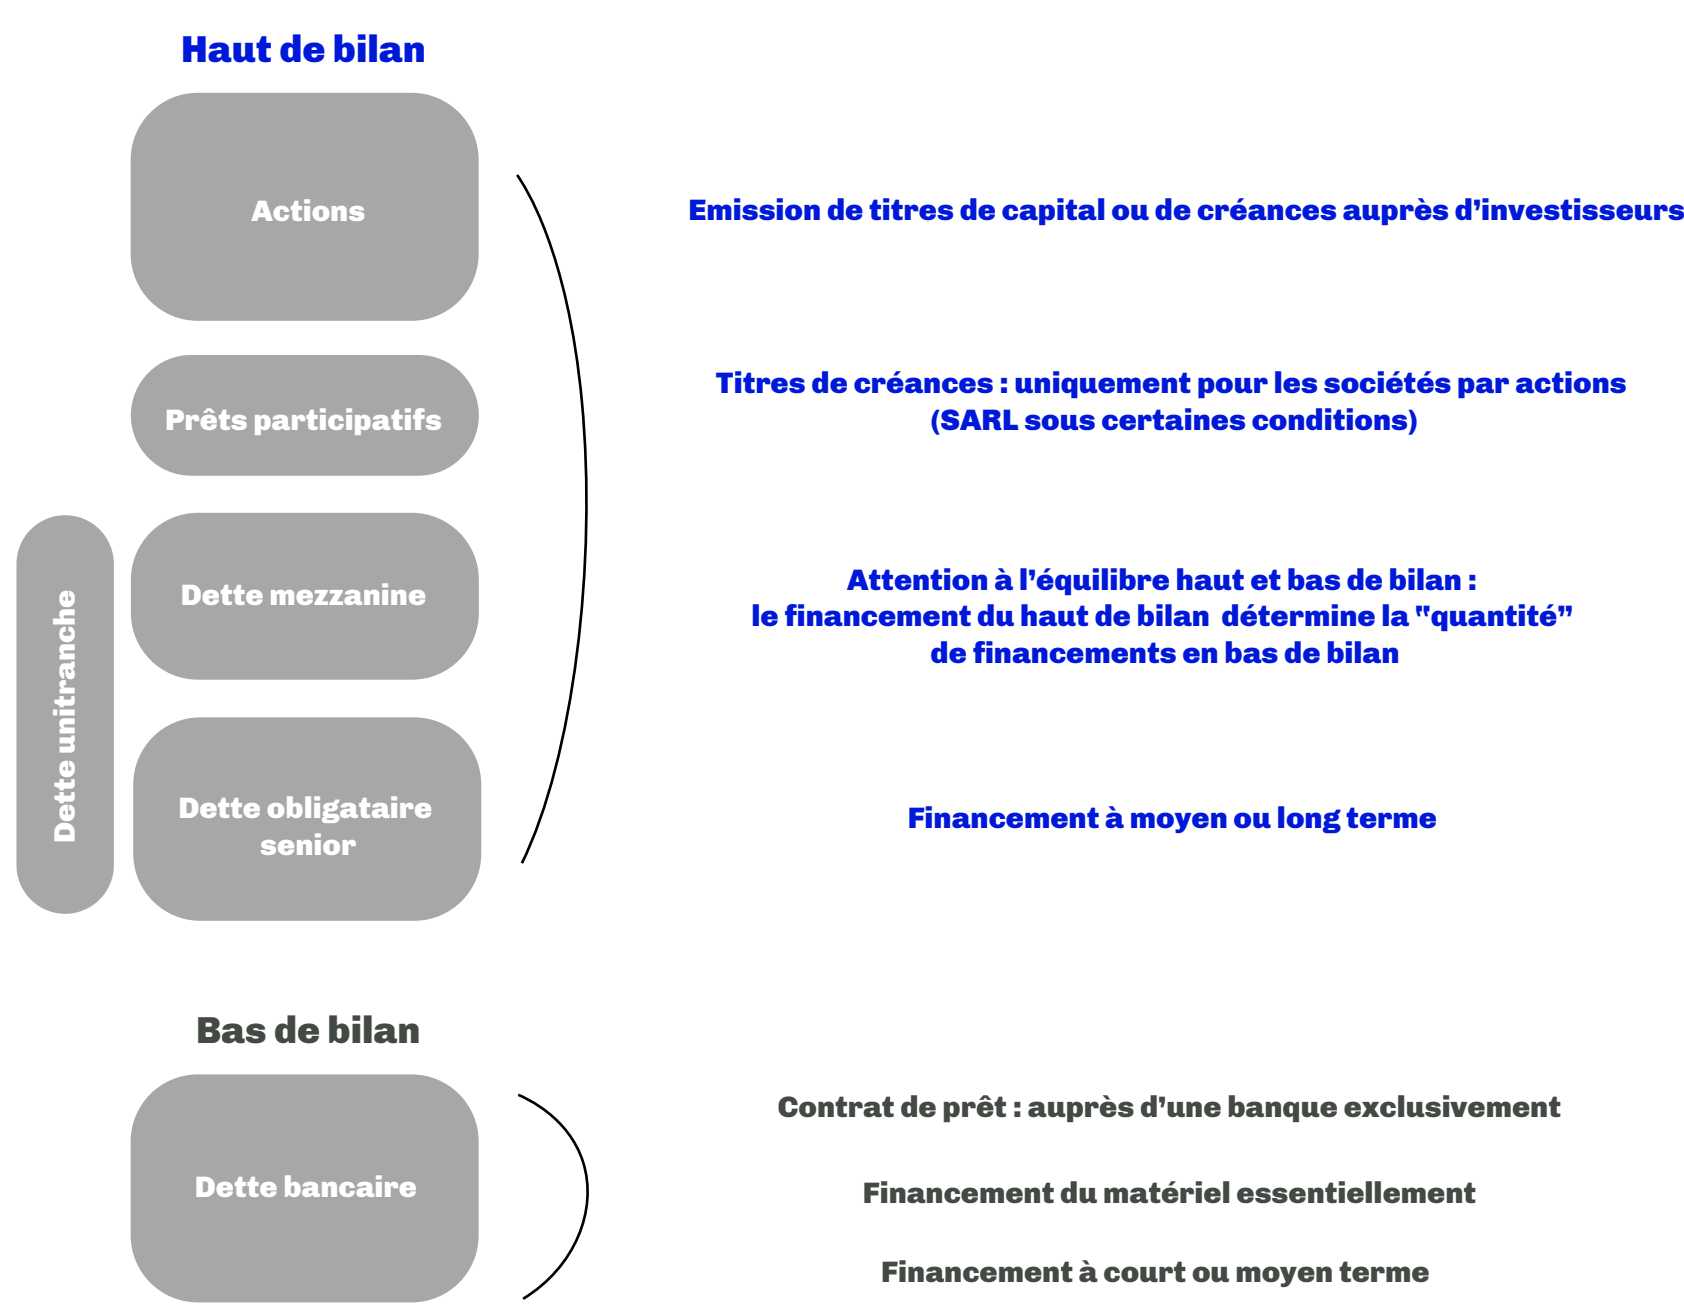 Haut de bilan
Actions
Emission de titres de capital ou de créances auprès d’investisseurs
Prêts participatifs
Titres de créances : uniquement pour les sociétés par actions
(SARL sous certaines conditions)
Dette unitranche
Dette mezzanine
Attention à l’équilibre haut et bas de bilan :
le financement du haut de bilan  détermine la “quantité”
de financements en bas de bilan
Dette obligataire
senior
Financement à moyen ou long terme
Bas de bilan
Dette bancaire
Contrat de prêt : auprès d’une banque exclusivement
Financement du matériel essentiellement
Financement à court ou moyen terme